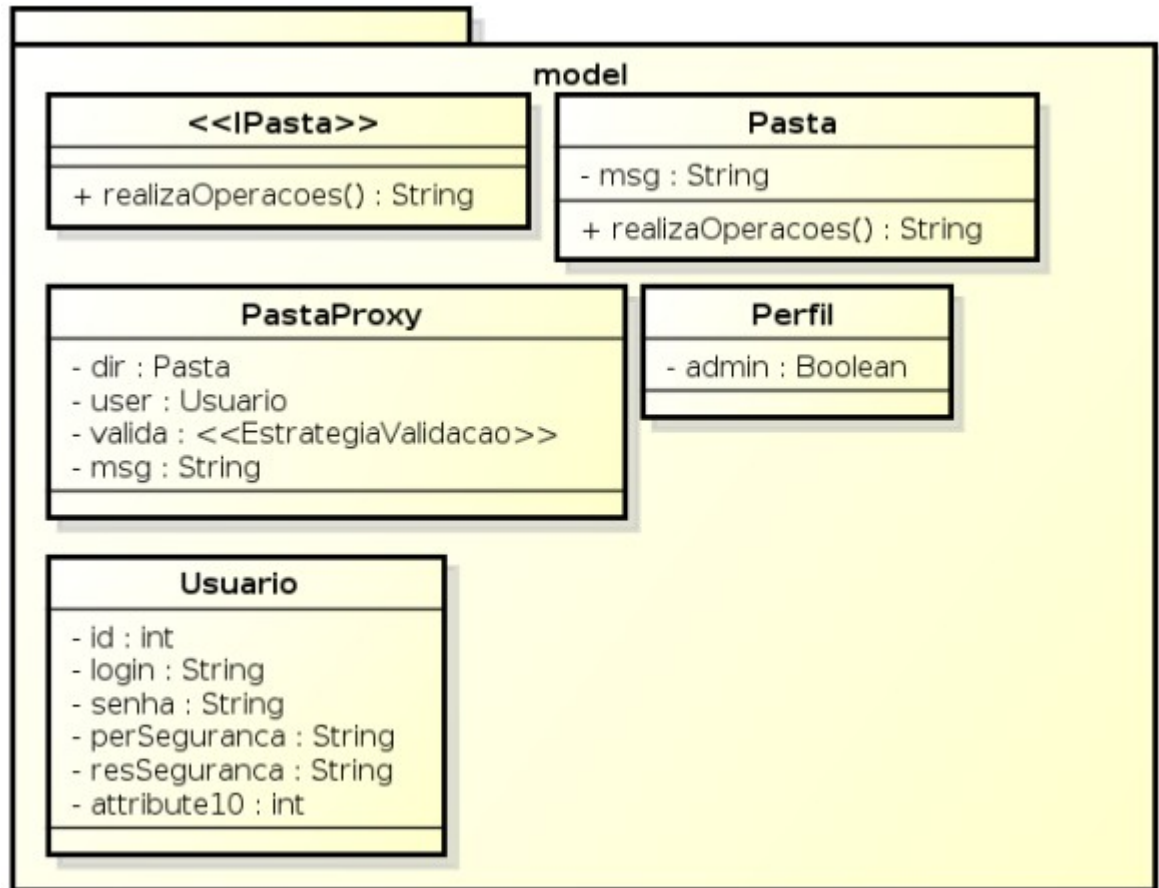 model
<<IPasta>>
+ realizaOperacoes() : String
Pasta
- msg : String
+ realizaOperacoes() : String
PastaProxy
- dir : Pasta
- user : Usuario
- valida : <<EstrategiaValidacao>>
- msg : String
Perfil
- admin : Boolean
Usuario
- id : int
- login : String
- senha : String
- perSeguranca : String
- resSeguranca : String
- attribute10 : int